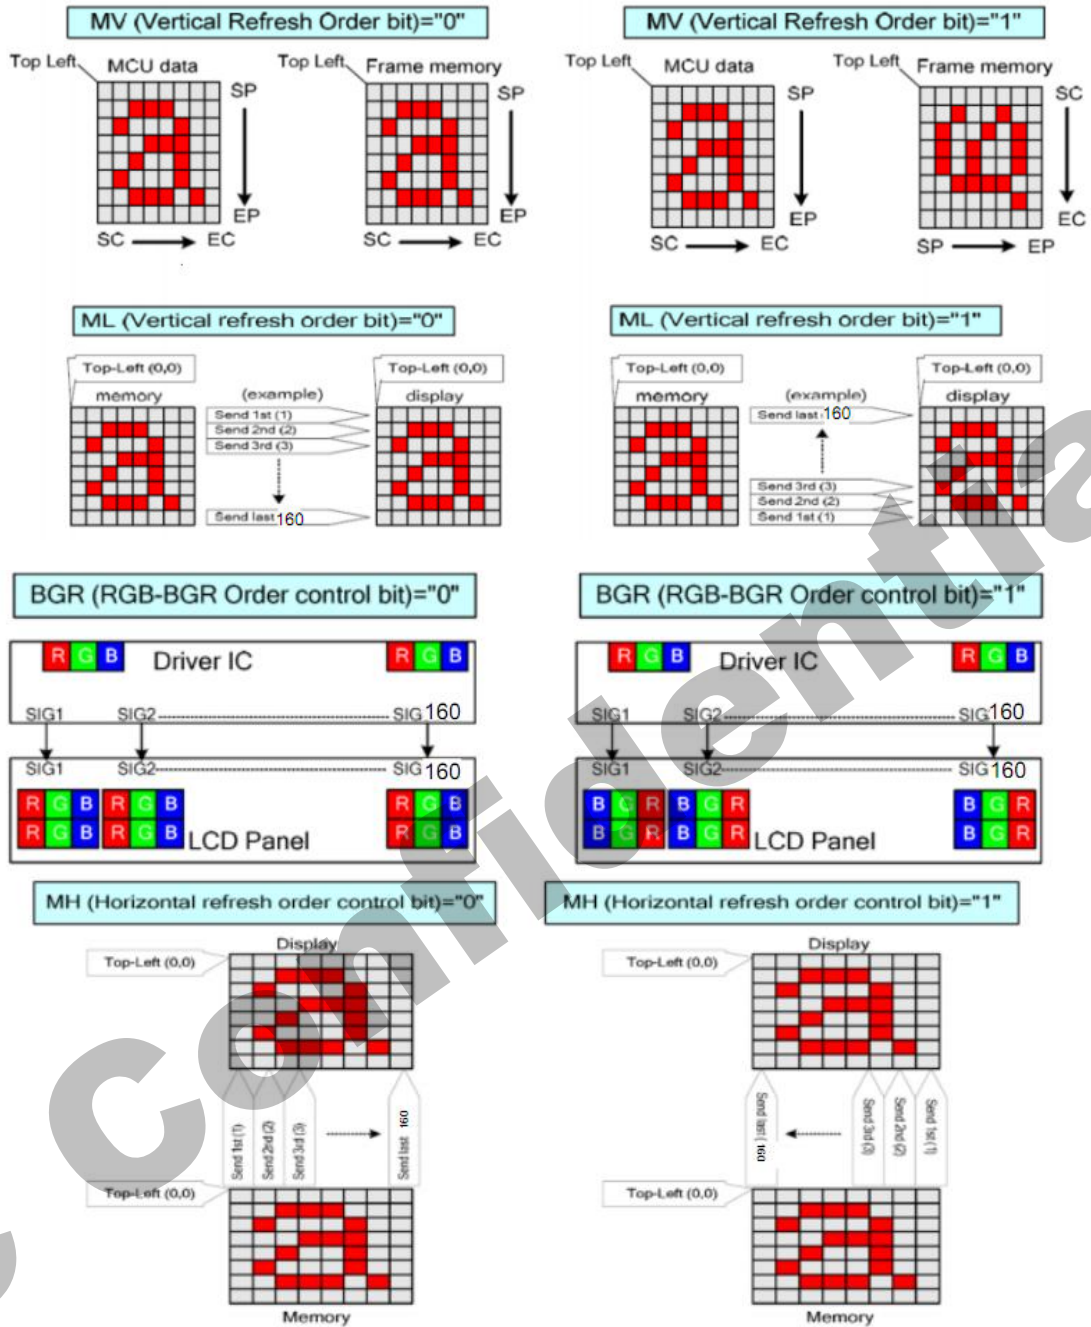 MV (Vertical Refresh Order bit)="0"
MV (Vertical Refresh Order bit)="1"
Top Left
MCU data
Top Left
Frame memory
SP
SP
EP
EP
SC
EC
SC
EC
Top Left
MCU data
Top Left
Frame memory
SP
SC
EP
EC
SC
EC
SP
EP
ML (Vertical refresh order bit)="0"
ML (Vertical refresh order bit)="1"
Top-Left (0,0)
Top-Left (0,0)
memory
(example)
display
Send 1st (1)
Send 2nd (2)
Send 3rd (3)
Send last 160
Top-Left (0,0)
Top-Left (0,0)
memory
(example)
display
Send last 160
Send 3rd (3)
Send 2nd (2)
Send 1st (1)
BGR (RGB-BGR Order control bit)="0"
BGR (RGB-BGR Order control bit)="1"
R G B
Driver IC
R G B
SIG1
SIG2
SIG 160
SIG1
SIG2
SIG 160
R G B R G B
R G B
R G B R G B
R G B
LCD Panel
R G B
Driver IC
R G B
SIG1
SIG2
SIG 160
SIG1
SIG2
SIG 160
B G R B G R
B G R
B G R B G R
B G R
LCD Panel
MH (Horizontal refresh order control bit)="0"
MH (Horizontal refresh order control bit)="1"
Display
Top-Left (0,0)
Send 1st (1)
Send 2nd (2)
Send 3rd (3)
Send last 160
Top-Left (0,0)
Memory
Display
Top-Left (0,0)
Send last ( 160
Send 3rd (3)
Send 2nd (2)
Send 1st (1)
Top-Left (0,0)
Memory
Confidentia